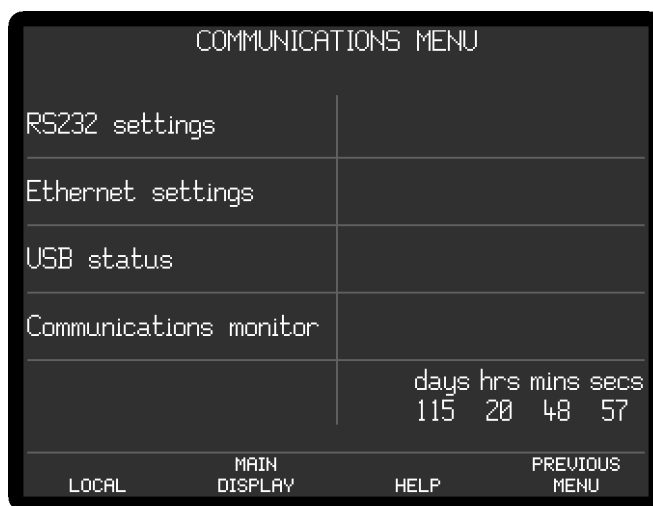 COMMUNICATIONS MENU
RS232 settings
Ethernet settings
USB status
Communications monitor
days hrs mins secs
115 20 48 57
LOCAL
MAIN
DISPLAY
HELP
PREVIOUS
MENU